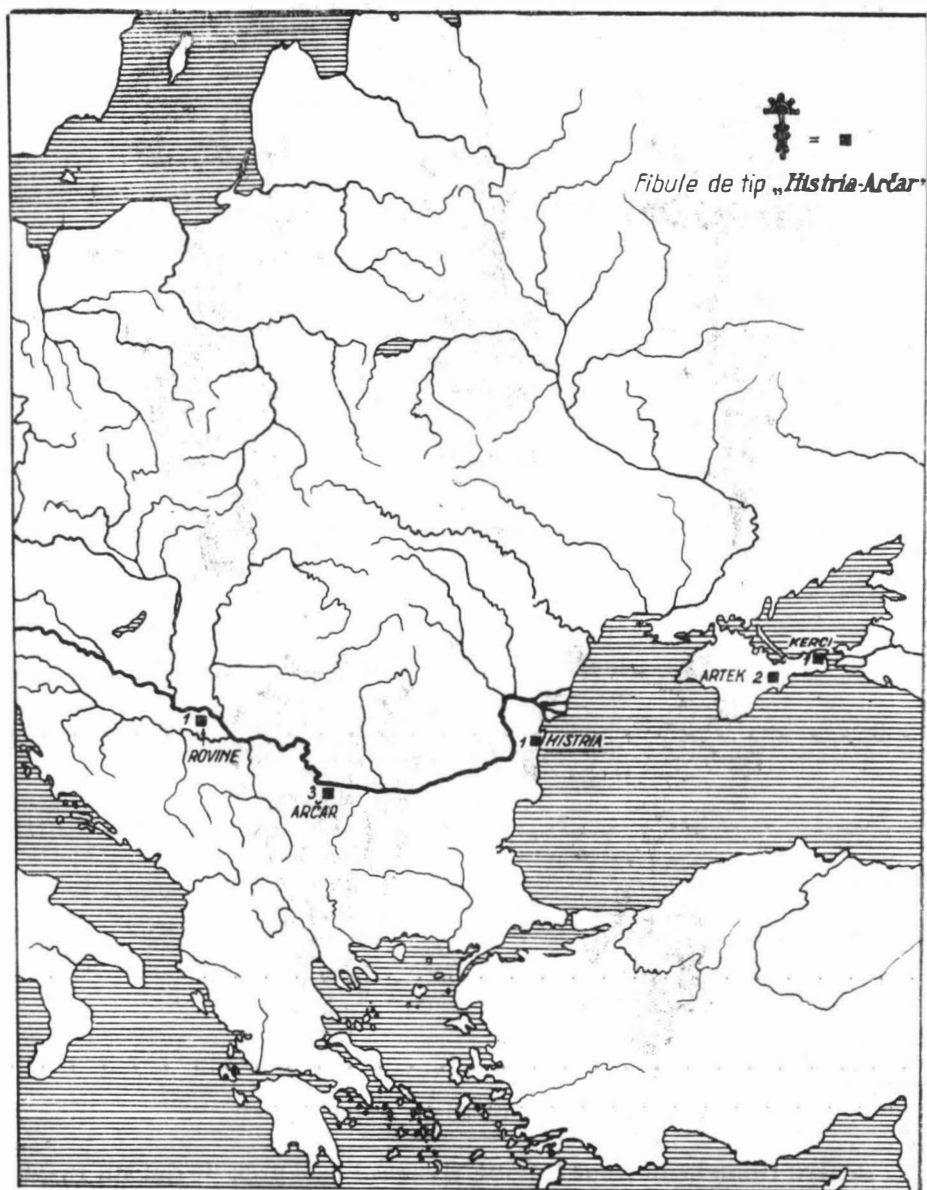 =
Fibule de tip „Histria-Arčar”
KERCI
1
ARTEK 2
1
ROVINE
1 HISTRIA
3
ARČAR